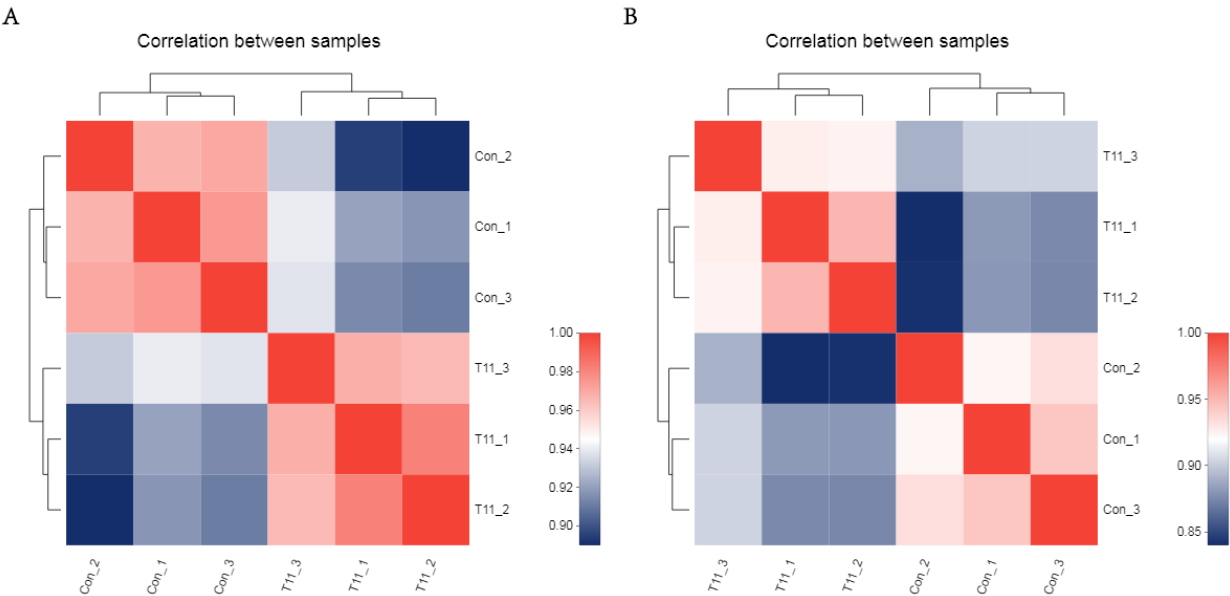 A
Correlation between samples
Con_2
Con_1
Con_3
T11_3
T11_1
T11_2
1.00
0.98
0.96
0.94
0.92
0.90
Con_2
Con_1
Con_3
T11_3
T11_1
T11_2
B
Correlation between samples
T11_3
T11_1
T11_2
Con_2
Con_1
Con_3
1.00
0.95
0.90
0.85
T11_3
T11_1
T11_2
Con_2
Con_1
Con_3